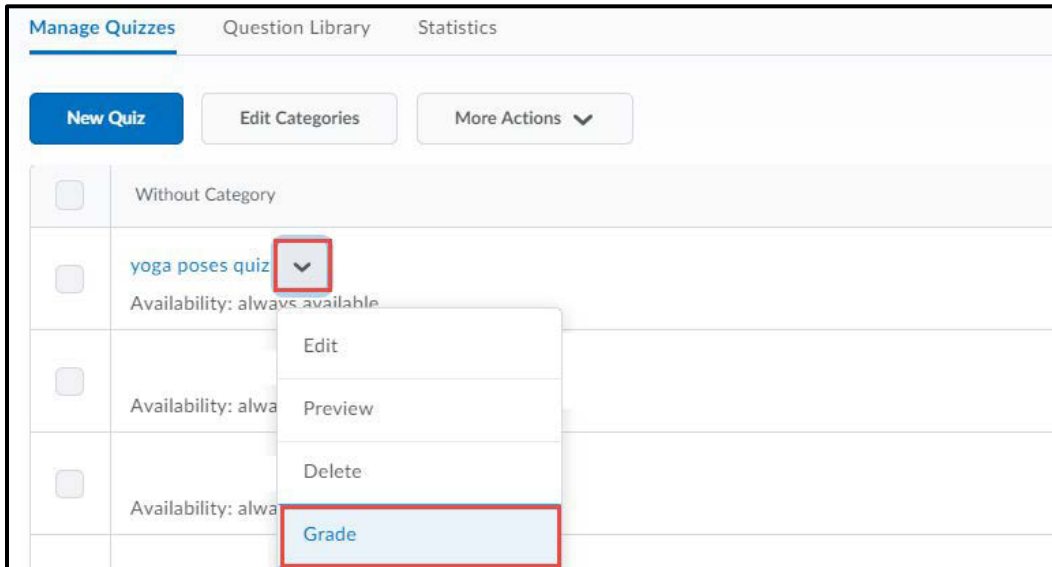 Manage Quizzes Question Library Statistics
New Quiz Edit Categories More Actions
Without Category
yoga poses quiz
Availability: always available
Edit
Availability: alwa
Preview
Delete
Availability: alwa
Grade